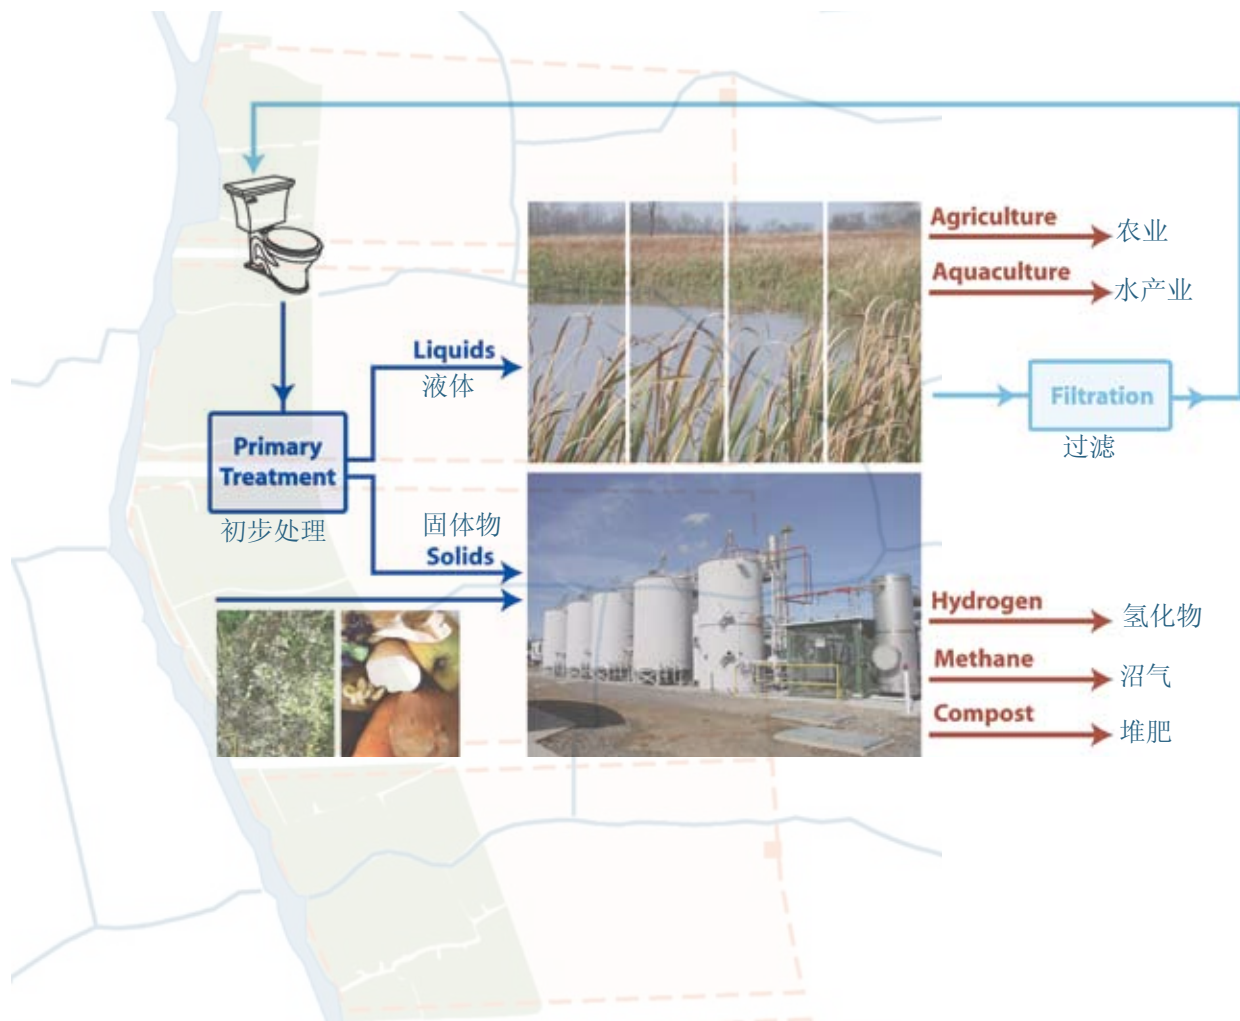 Agriculture
农业
Aquaculture
水产业
Liquids
液体
Filtration
过滤
Primary
Treatment
初步处理
固体物
Solids
Hydrogen
氢化物
Methane
沼气
Compost
堆肥